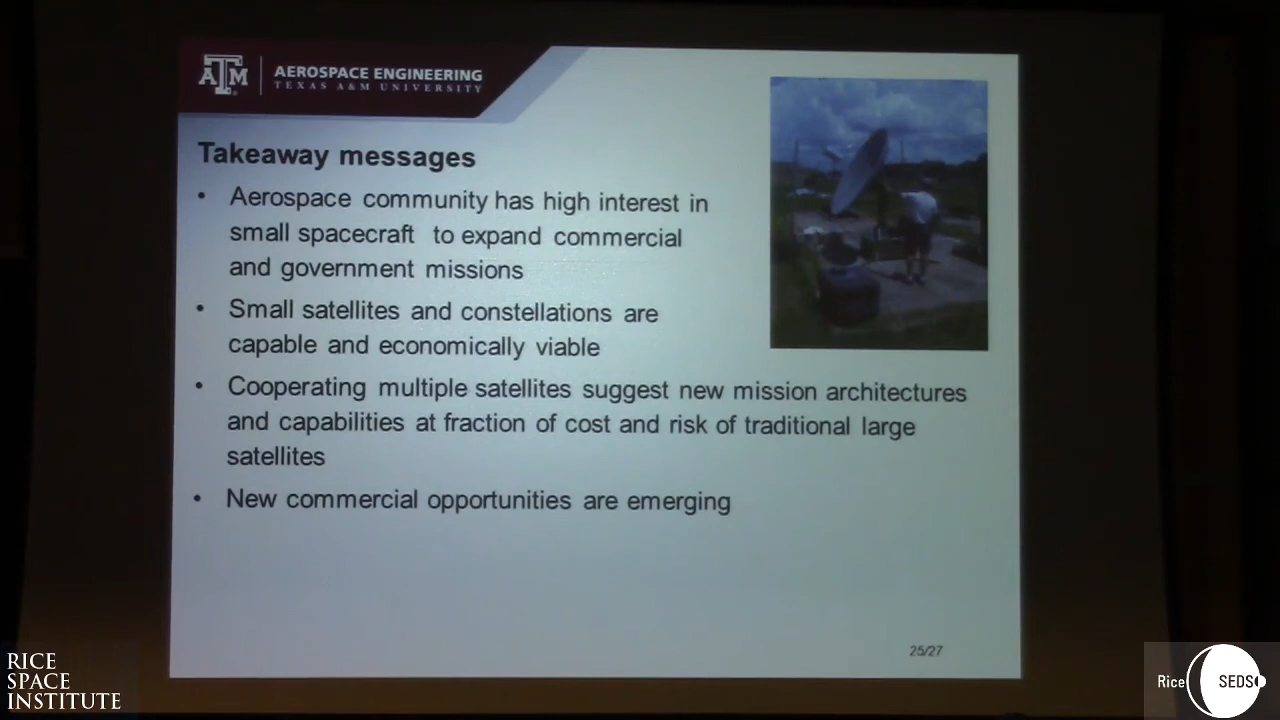 ATM
AEROSPACE ENGINEERING
TEXAS A&M UNIVERSITY
Takeaway messages
• Aerospace community has high interest in
small spacecraft to expand commercial
and government missions
• Small satellites and constellations are
capable and economically viable
• Cooperating multiple satellites suggest new mission architectures
and capabilities at fraction of cost and risk of traditional large
satellites
• New commercial opportunities are emerging
25/27
RICE
SPACE
INSTITUTE
Rice SEDS